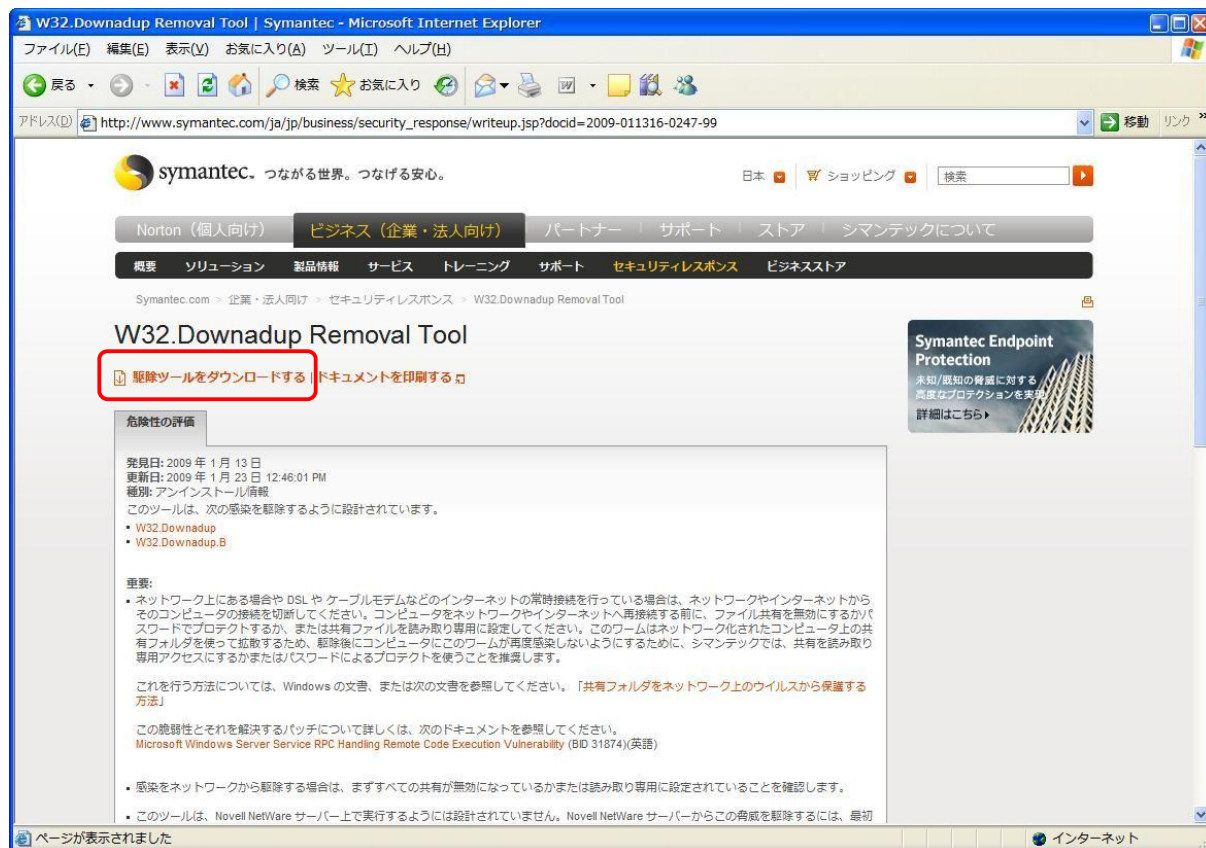 W32.Downadup Removal Tool | Symantec - Microsoft Internet Explorer
ファイル(F) 編集(E) 表示(V) お気に入り(A) ツール(T) ヘルプ(H)
戻る 検索 お気に入り
アドレス(D) http://www.symantec.com/ja/jp/business/security_response/writeup.jsp?docid=2009-011316-0247-99 移動 リンク »
symantec. つながる世界。つなげる安心。
日本 ショッピング 検索
Norton（個人向け） ビジネス（企業・法人向け） パートナー サポート ストア シマンテックについて
概要 ソリューション 製品情報 サービス トレーニング サポート セキュリティレスポンス ビジネスストア
Symantec.com > 企業・法人向け > セキュリティレスポンス > W32.Downadup Removal Tool
W32.Downadup Removal Tool
駆除ツールをダウンロードする | ドキュメントを印刷する
Symantec Endpoint
Protection
未知/既知の脅威に対する
高度なプロテクションを実現
詳細はこちら
危険性の評価
発見日: 2009 年 1 月 13 日
更新日: 2009 年 1 月 23 日 12:46:01 PM
種別: アンインストール情報
このツールは、次の感染を駆除するように設計されています。
▪ W32.Downadup
▪ W32.Downadup.B
重要:
▪ ネットワーク上にある場合や DSL や ケーブルモデムなどのインターネットの常時接続を行っている場合は、ネットワークやインターネットから
そのコンピュータの接続を切断してください。コンピュータをネットワークやインターネットへ再接続する前に、ファイル共有を無効にするかパ
スワードでプロテクトするか、または共有ファイルを読み取り専用に設定してください。このワームはネットワーク化されたコンピュータ上の共
有フォルダを使って拡散するため、駆除後にコンピュータにこのワームが再度感染しないようにするために、シマンテックでは、共有を読み取り
専用アクセスにするかまたはパスワードによるプロテクトを使うことを推奨します。
これを行う方法については、Windows の文書、または次の文書を参照してください。「共有フォルダをネットワーク上のウイルスから保護する
方法」
この脆弱性とそれを解決するパッチについて詳しくは、次のドキュメントを参照してください。
Microsoft Windows Server Service RPC Handling Remote Code Execution Vulnerability (BID 31874)(英語)
▪ 感染をネットワークから駆除する場合は、まずすべての共有が無効になっているかまたは読み取り専用に設定されていることを確認します。
▪ このツールは、Novell NetWare サーバー上で実行するようには設計されていません。Novell NetWare サーバーからこの脅威を駆除するには、最初
ページが表示されました インターネット